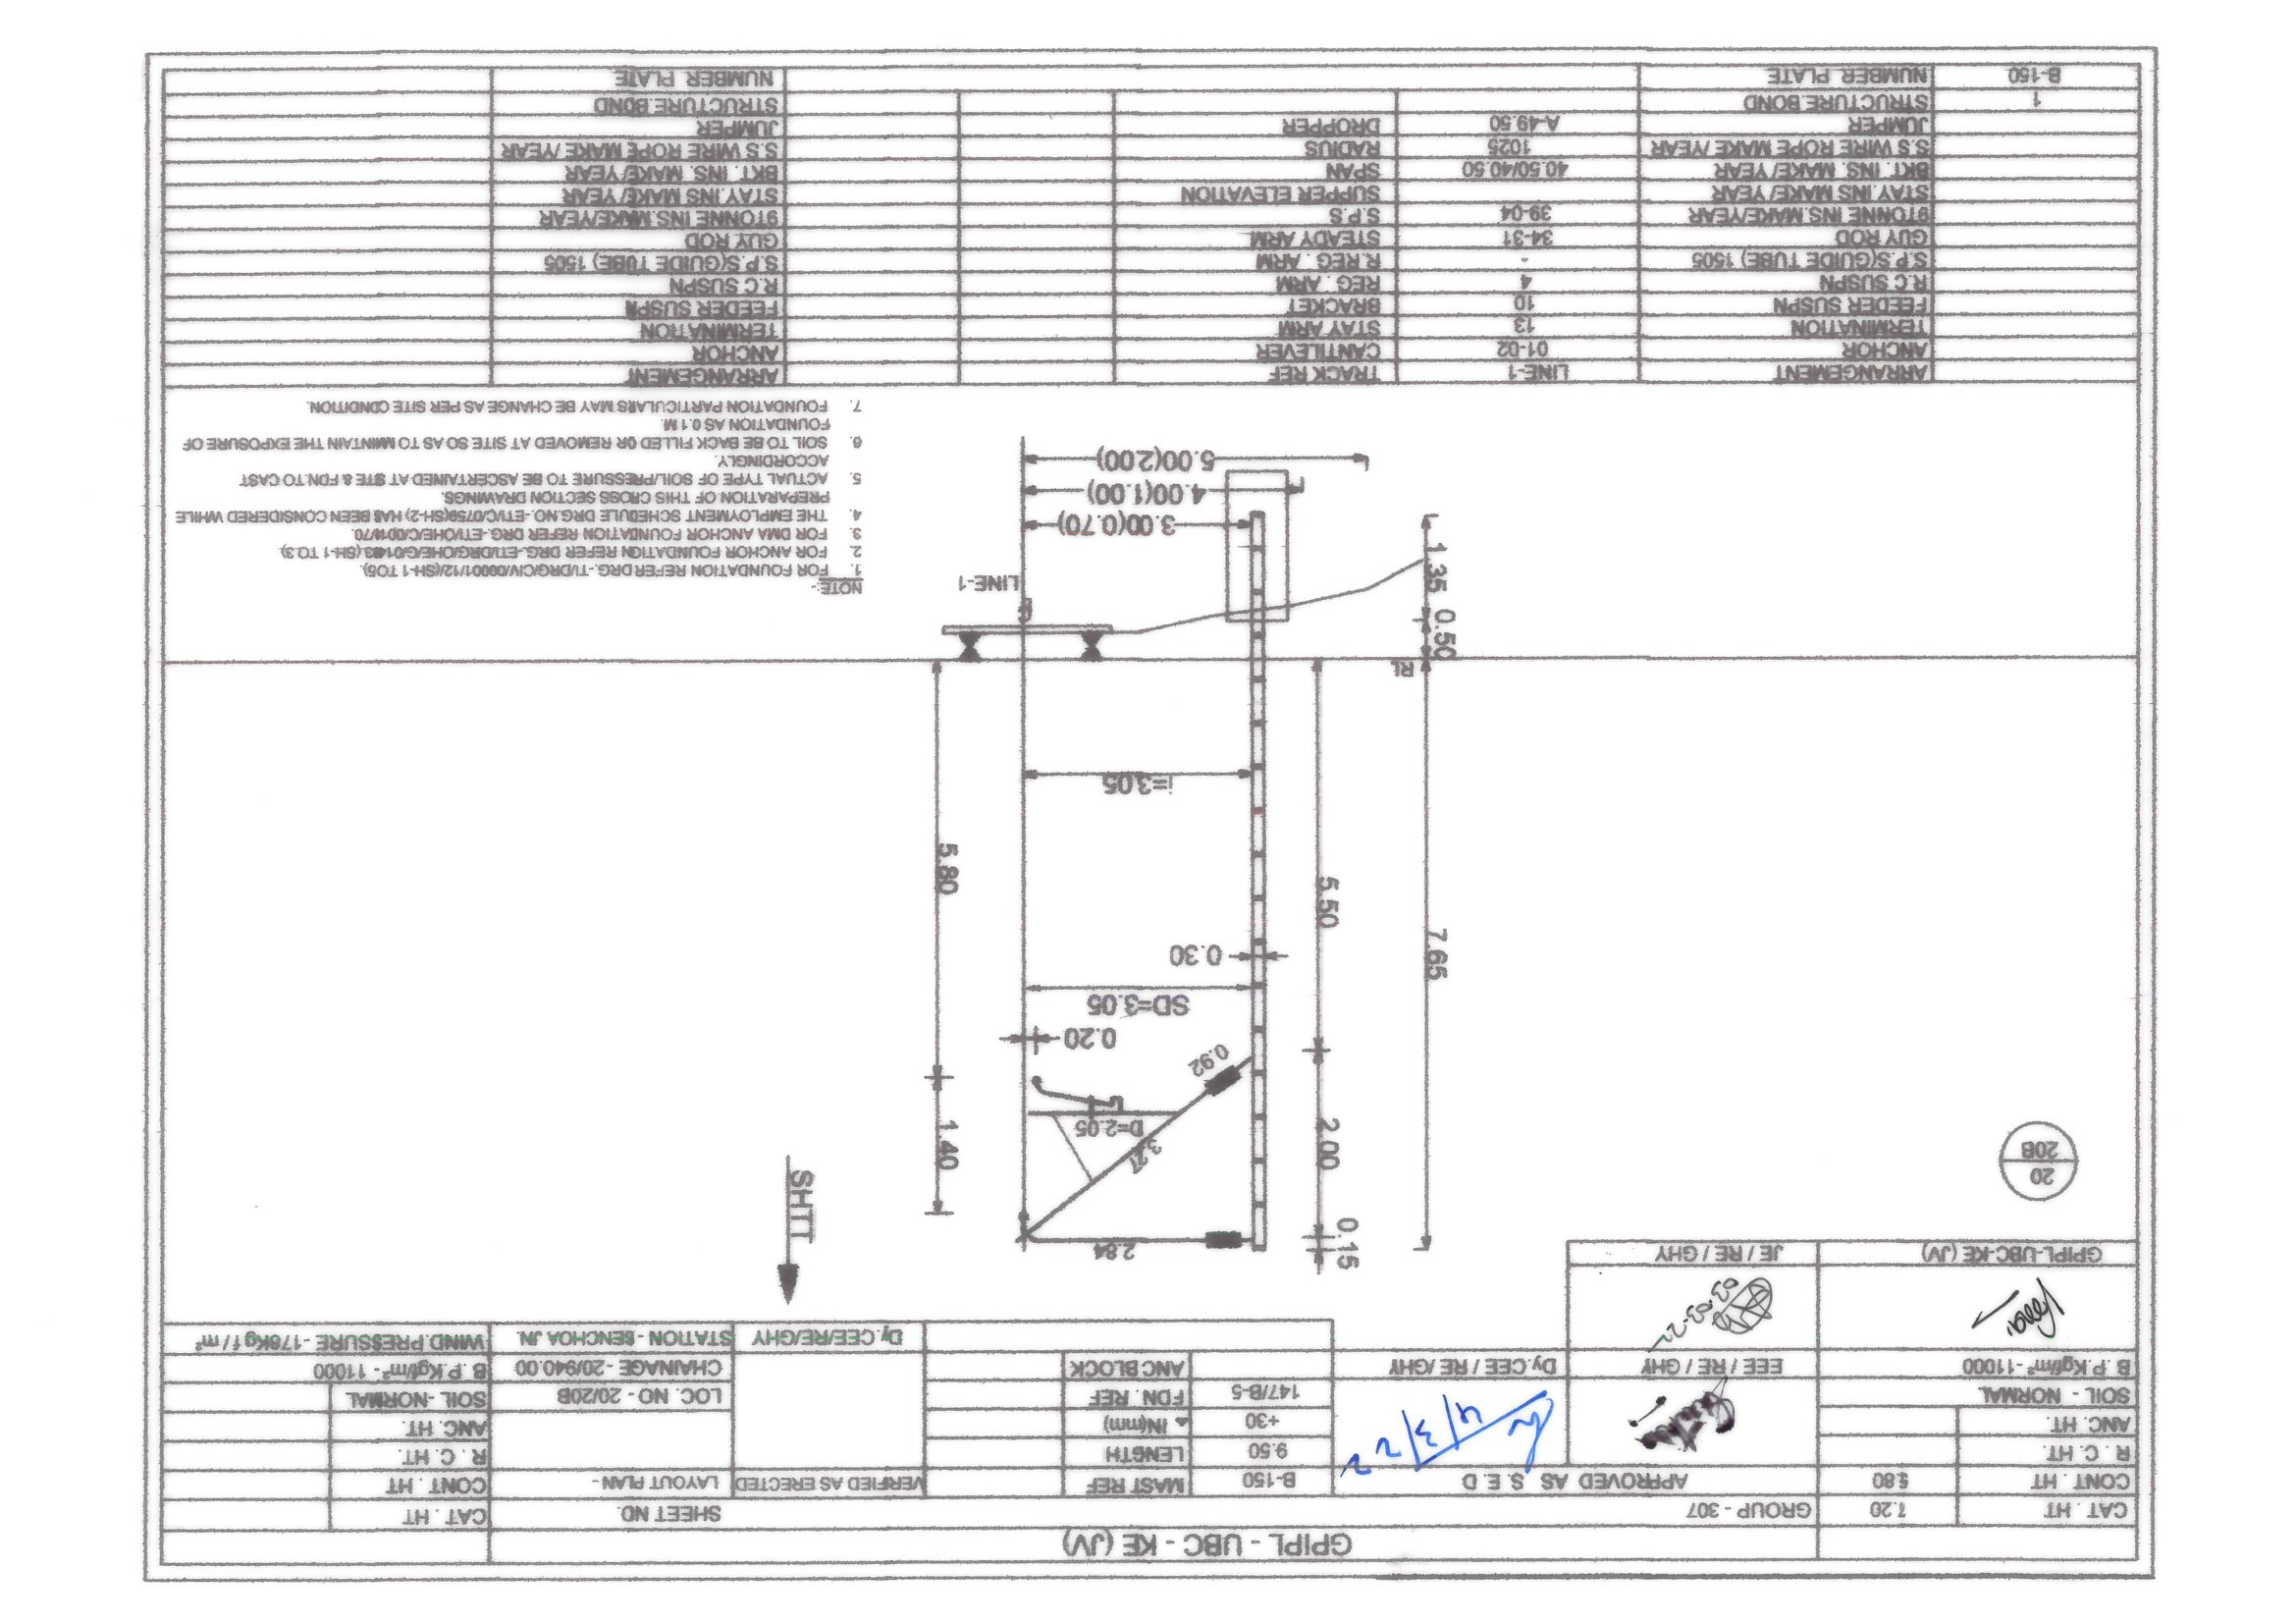 GPIPL - UBC - KE (JV)
CAT . HT 7.20 GROUP - 307 SHEET NO. CAT . HT
CONT . HT 5.80 APPROVED AS S. E. D B-150 MAST REF VERIFIED AS ERECTED LAYOUT PLAN - CONT . HT
R . C. HT. 9.50 LENGTH R . C. HT.
ANC. HT. +30 IN(mm) ANC. HT.
SOIL - NORMAL 147/B-5 FDN. REF LOC. NO - 20/20B SOIL -NORMAL
B .P.Kgf/m² -11000 EEE / RE / GHY Dy.CEE / RE /GHY ANC BLOCK CHAINAGE -20/940.00 B .P.Kgf/m² - 11000
4/3/22
Dy.CEE/RE/GHY STATION - SENCHOA JN. WIND.PRESSURE -176Kg f / m²
03-03-22
GPIPL-UBC-KE (JV) JE / RE / GHY
SHTT
20
20B
0.15
2.84
2.00
3.27
1.40
D=2.05
0.92
0.20
SD=3.05
7.65
0.30
5.50
5.80
i=3.05
RL
0.50
1.35
LINE-1
3.00(0.70)
4.00(1.00)
5.00(2.00)
NOTE:-
1. FOR FOUNDATION REFER DRG.-TI/DRG/CIV/00001/12/(SH-1 TO5).
2. FOR ANCHOR FOUNDATION REFER DRG.-ETI/DRG/OHE/G/01403.(SH-1 TO.3)
3. FOR DMA ANCHOR FOUNDATION REFER DRG.-ETI/OHE/C/0011/70.
4. THE EMPLOYMENT SCHEDULE DRG.NO.-ETI/C/0759(SH-2) HAS BEEN CONSIDERED WHILE
PREPARATION OF THIS CROSS SECTION DRAWINGS.
5. ACTUAL TYPE OF SOIL/PRESSURE TO BE ASCERTAINED AT SITE & FDN.TO CAST
ACCORDINGLY.
6. SOIL TO BE BACK FILLED OR REMOVED AT SITE SO AS TO MAINTAIN THE EXPOSURE OF
FOUNDATION AS 0.1 M.
7. FOUNDATION PARTICULARS MAY BE CHANGE AS PER SITE CONDITION.
ARRANGEMENT LINE-1 TRACK REF ARRANGEMENT
ANCHOR 01-02 CANTILEVER ANCHOR
TERMINATION 13 STAY ARM TERMINATION
FEEDER SUSPN 10 BRACKET FEEDER SUSPN
R.C SUSPN 4 REG . ARM R.C SUSPN
S.P.S(GUIDE TUBE) 1505 - R.REG . ARM S.P.S(GUIDE TUBE) 1505
GUY ROD 34-31 STEADY ARM GUY ROD
9TONNE INS.MAKE/YEAR 39-04 S.P.S 9TONNE INS.MAKE/YEAR
STAY.INS MAKE/ YEAR SUPPER ELEVATION STAY.INS MAKE/ YEAR
BKT. INS. MAKE/ YEAR 40.50/40.50 SPAN BKT. INS. MAKE/ YEAR
S.S WIRE ROPE MAKE /YEAR 1025 RADIUS S.S WIRE ROPE MAKE /YEAR
JUMPER A-49.50 DROPPER JUMPER
1 STRUCTURE.BOND STRUCTURE.BOND
B-150 NUMBER PLATE NUMBER PLATE